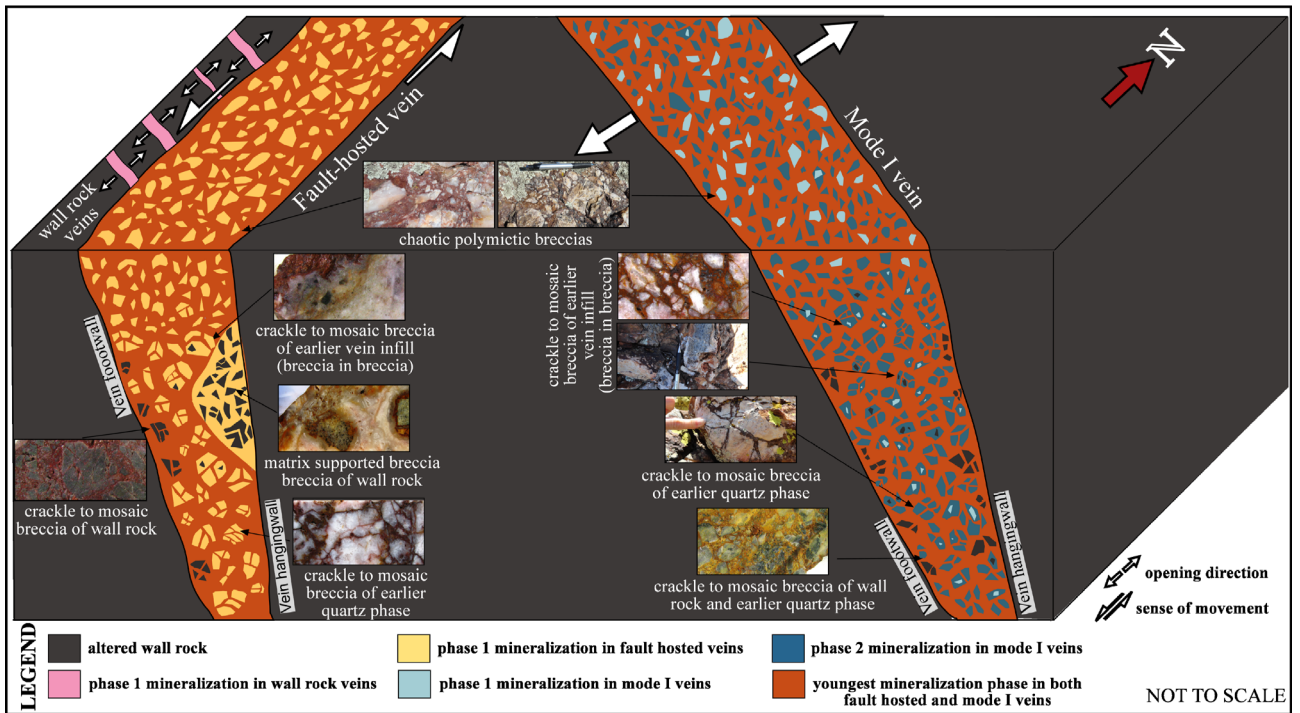 N
wall rock
veins
Fault-hosted vein
Mode I vein
chaotic polymictic breccias
crackle to mosaic breccia
of earlier vein infill
(breccia in breccia)
crackle to mosaic
breccia of earlier
vein infill
(breccia in breccia)
Vein foootwall
matrix supported breccia
breccia of wall rock
crackle to mosaic
breccia of wall rock
crackle to mosaic breccia
of earlier quartz phase
Vein hangingwall
crackle to mosaic
breccia of earlier
quartz phase
crackle to mosaic breccia of wall
rock and earlier quartz phase
Vein foootwall
Vein hangingwall
opening direction
sense of movement
LEGEND
altered wall rock
phase 1 mineralization in fault hosted veins
phase 2 mineralization in mode I veins
phase 1 mineralization in wall rock veins
phase 1 mineralization in mode I veins
youngest mineralization phase in both
fault hosted and mode I veins
NOT TO SCALE